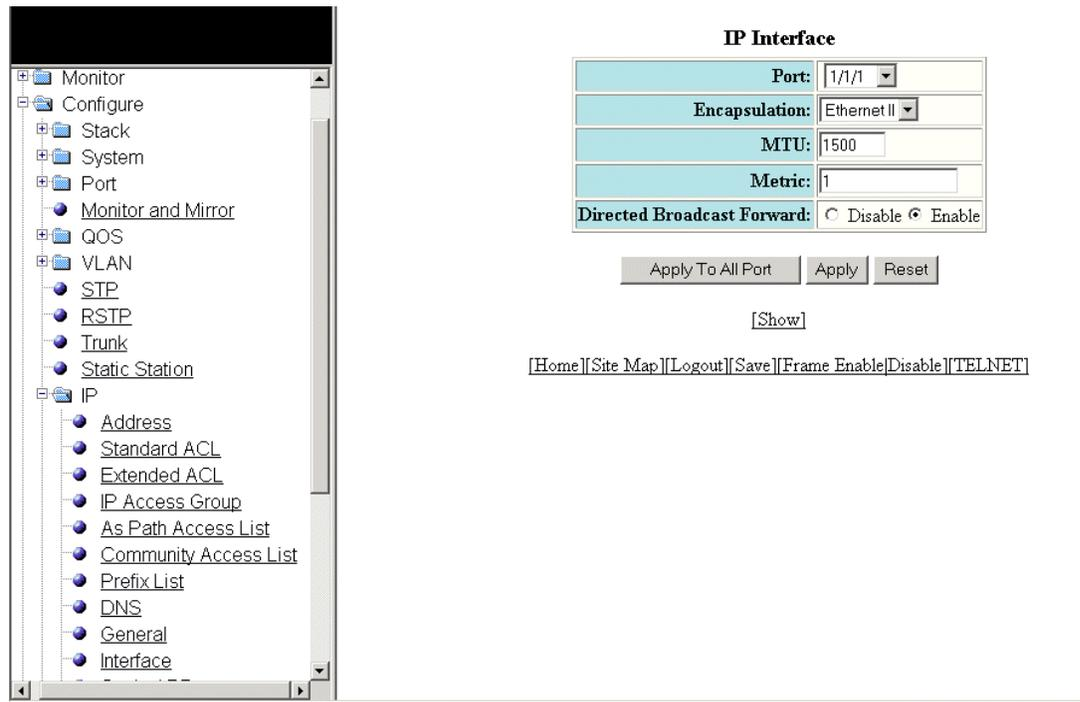 Monitor
Configure
Stack
System
Port
Monitor and Mirror
QOS
VLAN
STP
RSTP
Trunk
Static Station
IP
Address
Standard ACL
Extended ACL
IP Access Group
As Path Access List
Community Access List
Prefix List
DNS
General
Interface
IP Interface
Port: 1/1/1
Encapsulation: Ethernet II
MTU: 1500
Metric: 1
Directed Broadcast Forward: Disable Enable
Apply To All Port Apply Reset
[Show]
[Home][Site Map][Logout][Save][Frame Enable|Disable][TELNET]